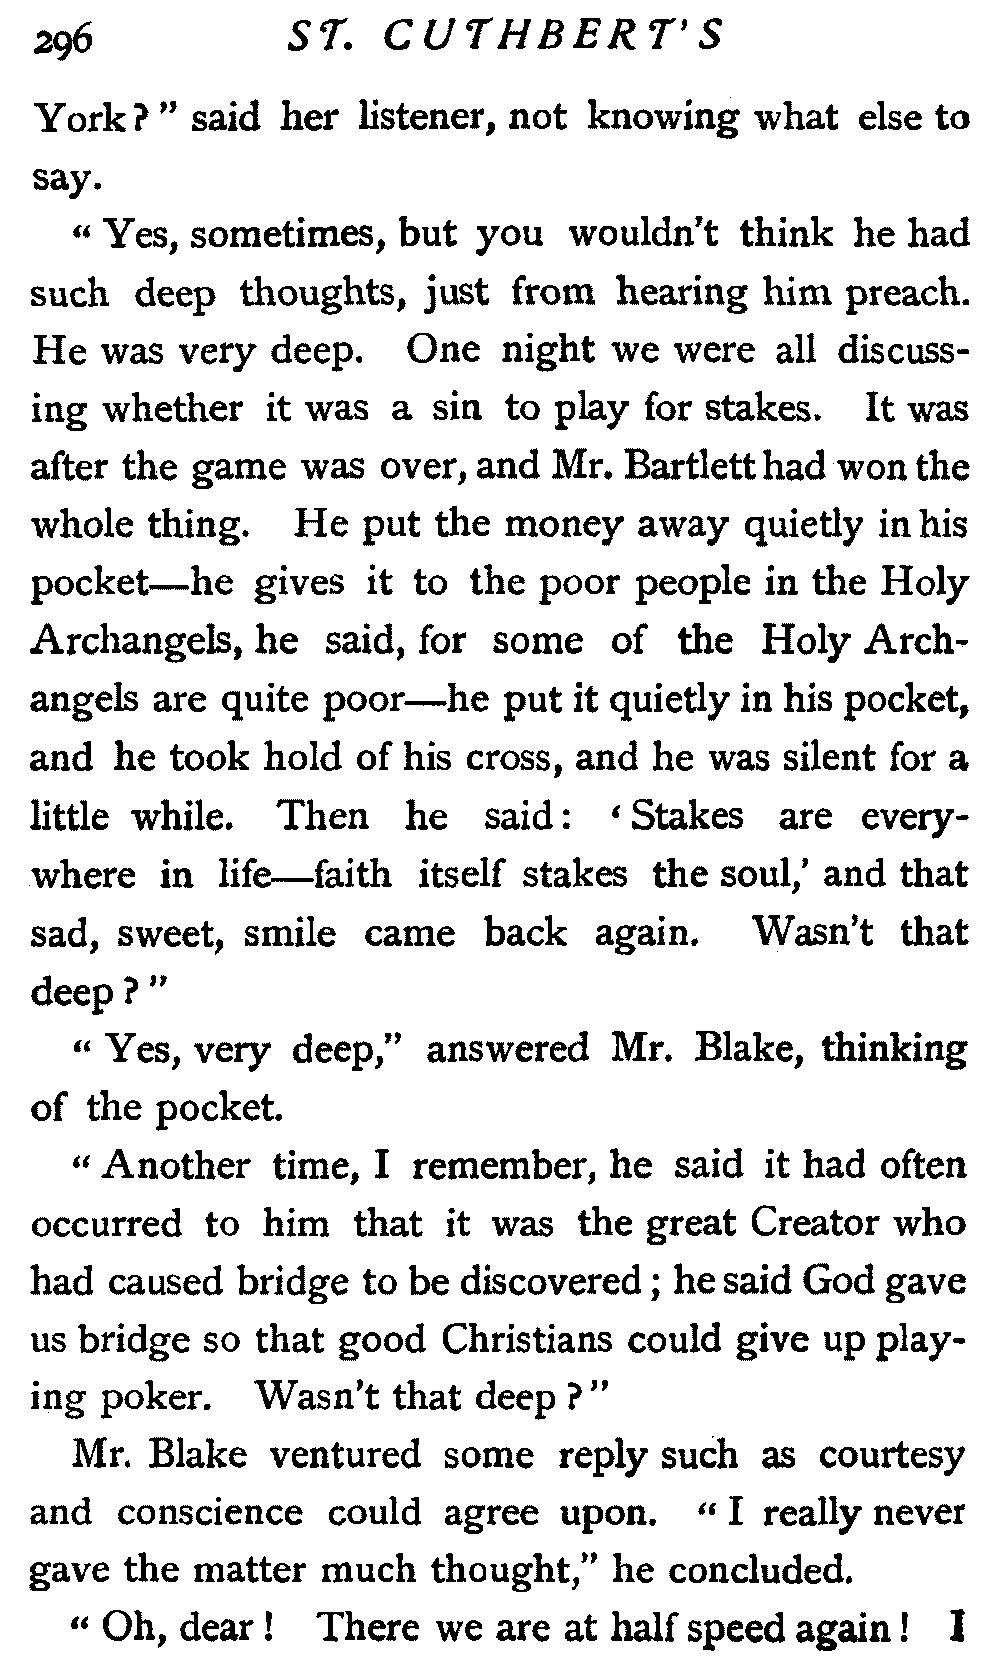 296 ST. CUTHBERT'S
York?" said her listener, not knowing what else to
say.
"Yes, sometimes, but you wouldn't think he had
such deep thoughts, just from hearing him preach.
He was very deep. One night we were all discuss-
ing whether it was a sin to play for stakes. It was
after the game was over, and Mr. Bartlett had won the
whole thing. He put the money away quietly in his
pocket—he gives it to the poor people in the Holy
Archangels, he said, for some of the Holy Arch-
angels are quite poor—he put it quietly in his pocket,
and he took hold of his cross, and he was silent for a
little while. Then he said: 'Stakes are every-
where in life—faith itself stakes the soul,' and that
sad, sweet, smile came back again. Wasn't that
deep?"
"Yes, very deep," answered Mr. Blake, thinking
of the pocket.
"Another time, I remember, he said it had often
occurred to him that it was the great Creator who
had caused bridge to be discovered; he said God gave
us bridge so that good Christians could give up play-
ing poker. Wasn't that deep?"
Mr. Blake ventured some reply such as courtesy
and conscience could agree upon. "I really never
gave the matter much thought," he concluded.
"Oh, dear! There we are at half speed again! I